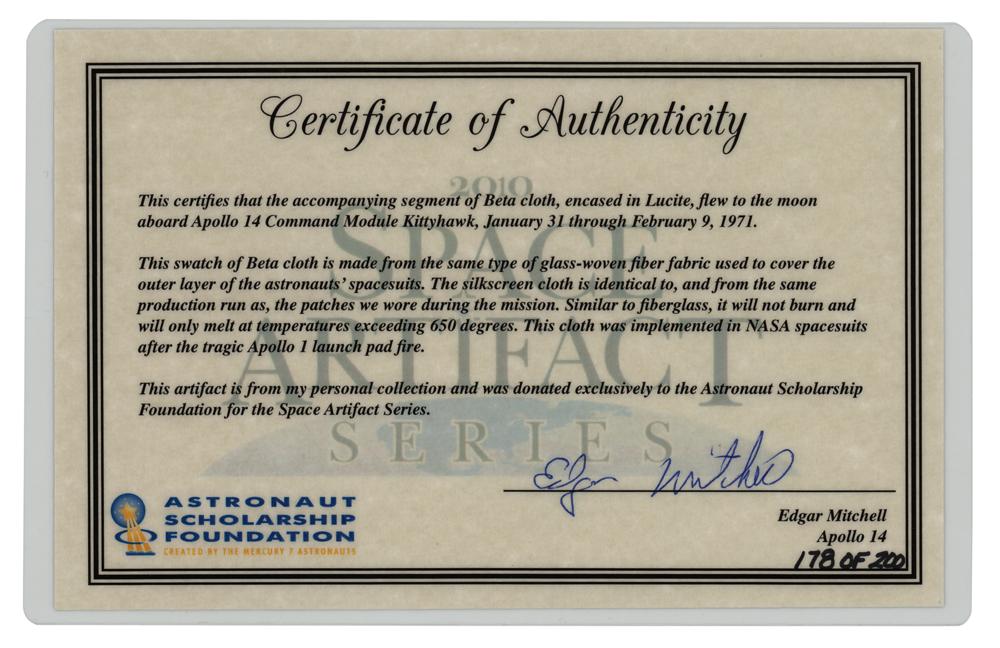 Certificate of Authenticity
2010
SPACE
ARTIFACT
SERIES
This certifies that the accompanying segment of Beta cloth, encased in Lucite, flew to the moon
aboard Apollo 14 Command Module Kittyhawk, January 31 through February 9, 1971.
This swatch of Beta cloth is made from the same type of glass-woven fiber fabric used to cover the
outer layer of the astronauts' spacesuits. The silkscreen cloth is identical to, and from the same
production run as, the patches we wore during the mission. Similar to fiberglass, it will not burn and
will only melt at temperatures exceeding 650 degrees. This cloth was implemented in NASA spacesuits
after the tragic Apollo 1 launch pad fire.
This artifact is from my personal collection and was donated exclusively to the Astronaut Scholarship
Foundation for the Space Artifact Series.
Edgar Mitchell
ASTRONAUT
SCHOLARSHIP
FOUNDATION
CREATED BY THE MERCURY 7 ASTRONAUTS
Edgar Mitchell
Apollo 14
178 OF 200